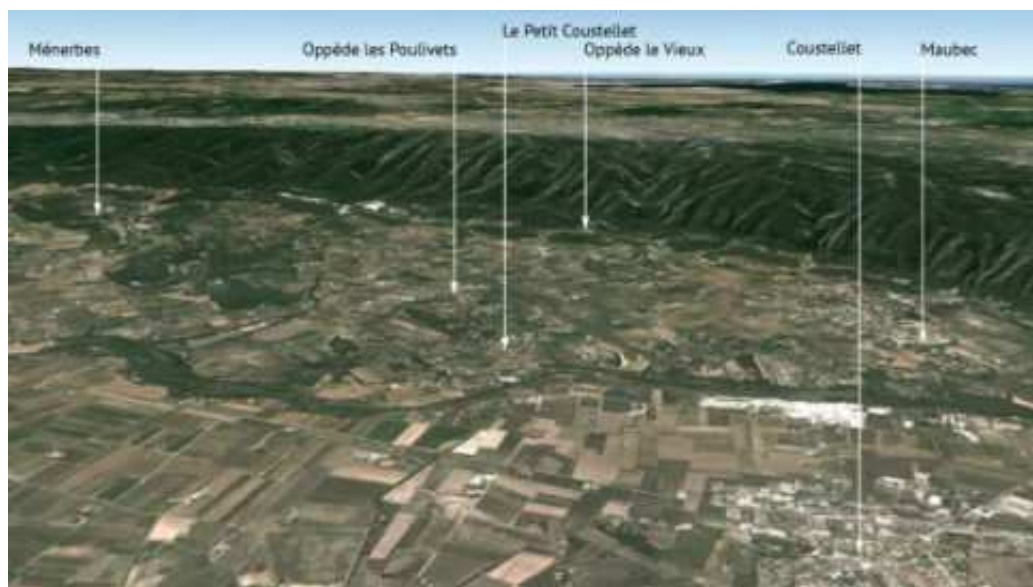 Le Petit Coustellet
Ménerbes
Oppède les Poulivets
Oppède le Vieux
Coustellet
Maubec